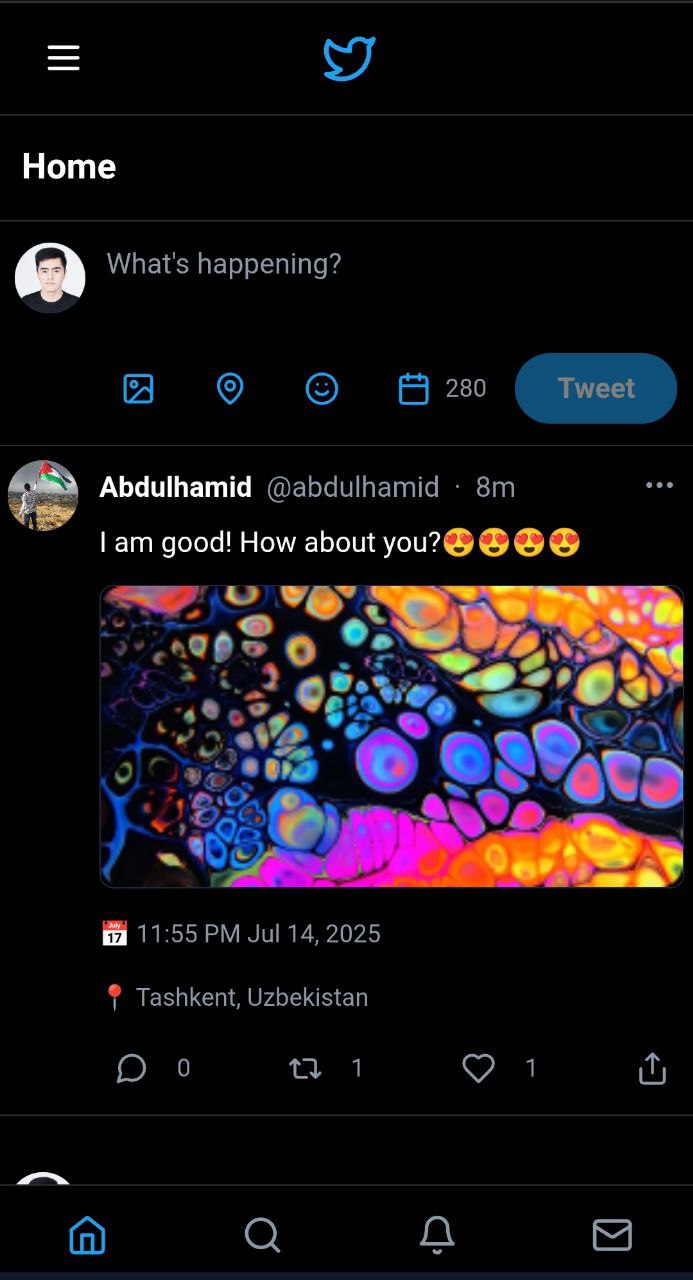 Home
What's happening?
280 Tweet
Abdulhamid @abdulhamid · 8m
I am good! How about you?😍😍😍😍
📅 11:55 PM Jul 14, 2025
📍 Tashkent, Uzbekistan
0 1 1